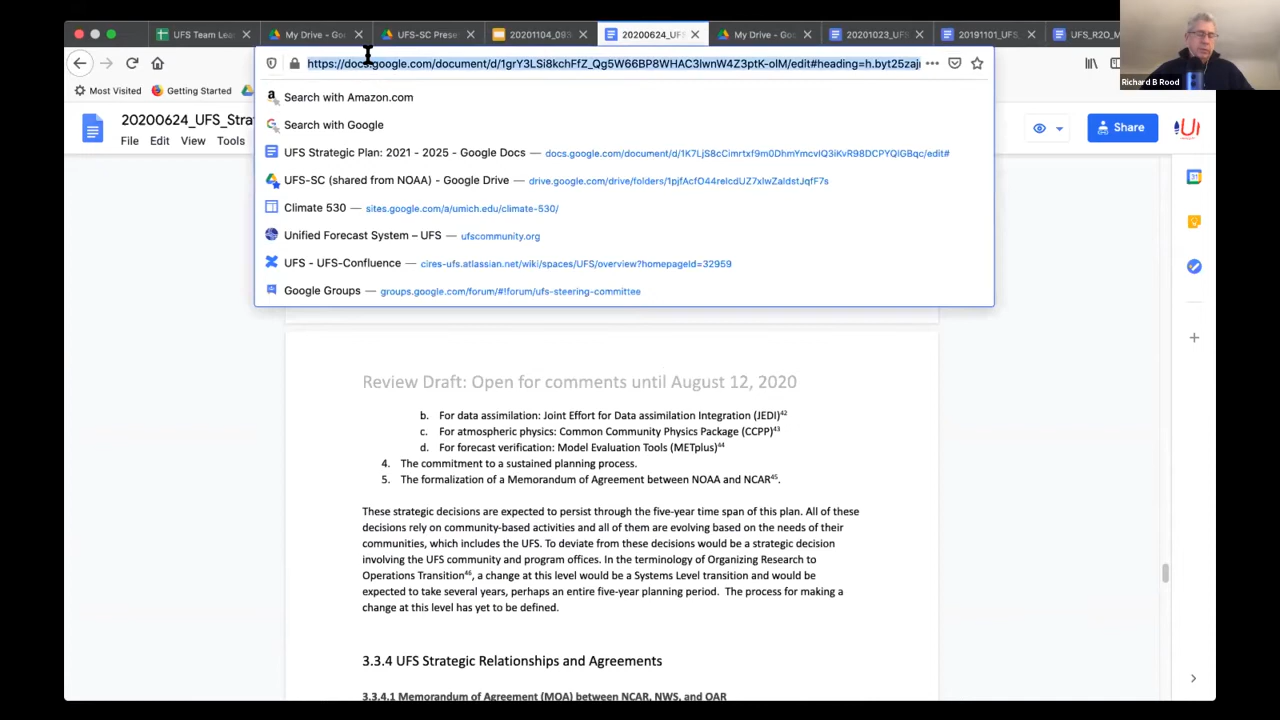 UFS Team Lea
My Drive – Go
UFS-SC Prese
20201104_093
20200624_UFS
My Drive – Go
20201023_UFS
20191101_UFS
UFS_R2O_M
https://docs.google.com/document/d/1grY3LSi8kchFfZ_Qg5W66BP8WHAC3lwnW4Z3ptK-olM/edit#heading=h.byt25zaj
Richard B Rood
Most Visited
Getting Started
Search with Amazon.com
20200624_UFS_Stra
Search with Google
File Edit View Tools
Share
UFS Strategic Plan: 2021 - 2025 - Google Docs — docs.google.com/document/d/1K7LjS8cCimrtxf9m0DhmYmcvIQ3iKvR98DCPYQlGBqc/edit#
UFS-SC (shared from NOAA) - Google Drive — drive.google.com/drive/folders/1pjfAcfO44relcdUZ7xlwZaldstJqfF7s
Climate 530 — sites.google.com/a/umich.edu/climate-530/
Unified Forecast System – UFS — ufscommunity.org
UFS - UFS-Confluence — cires-ufs.atlassian.net/wiki/spaces/UFS/overview?homepageId=32959
Google Groups — groups.google.com/forum/#!forum/ufs-steering-committee
Review Draft: Open for comments until August 12, 2020
b. For data assimilation: Joint Effort for Data assimilation Integration (JEDI)42
c. For atmospheric physics: Common Community Physics Package (CCPP)43
d. For forecast verification: Model Evaluation Tools (METplus)44
4. The commitment to a sustained planning process.
5. The formalization of a Memorandum of Agreement between NOAA and NCAR45.
These strategic decisions are expected to persist through the five-year time span of this plan. All of these
decisions rely on community-based activities and all of them are evolving based on the needs of their
communities, which includes the UFS. To deviate from these decisions would be a strategic decision
involving the UFS community and program offices. In the terminology of Organizing Research to
Operations Transition46, a change at this level would be a Systems Level transition and would be
expected to take several years, perhaps an entire five-year planning period. The process for making a
change at this level has yet to be defined.
3.3.4 UFS Strategic Relationships and Agreements
3.3.4.1 Memorandum of Agreement (MOA) between NCAR, NWS, and OAR